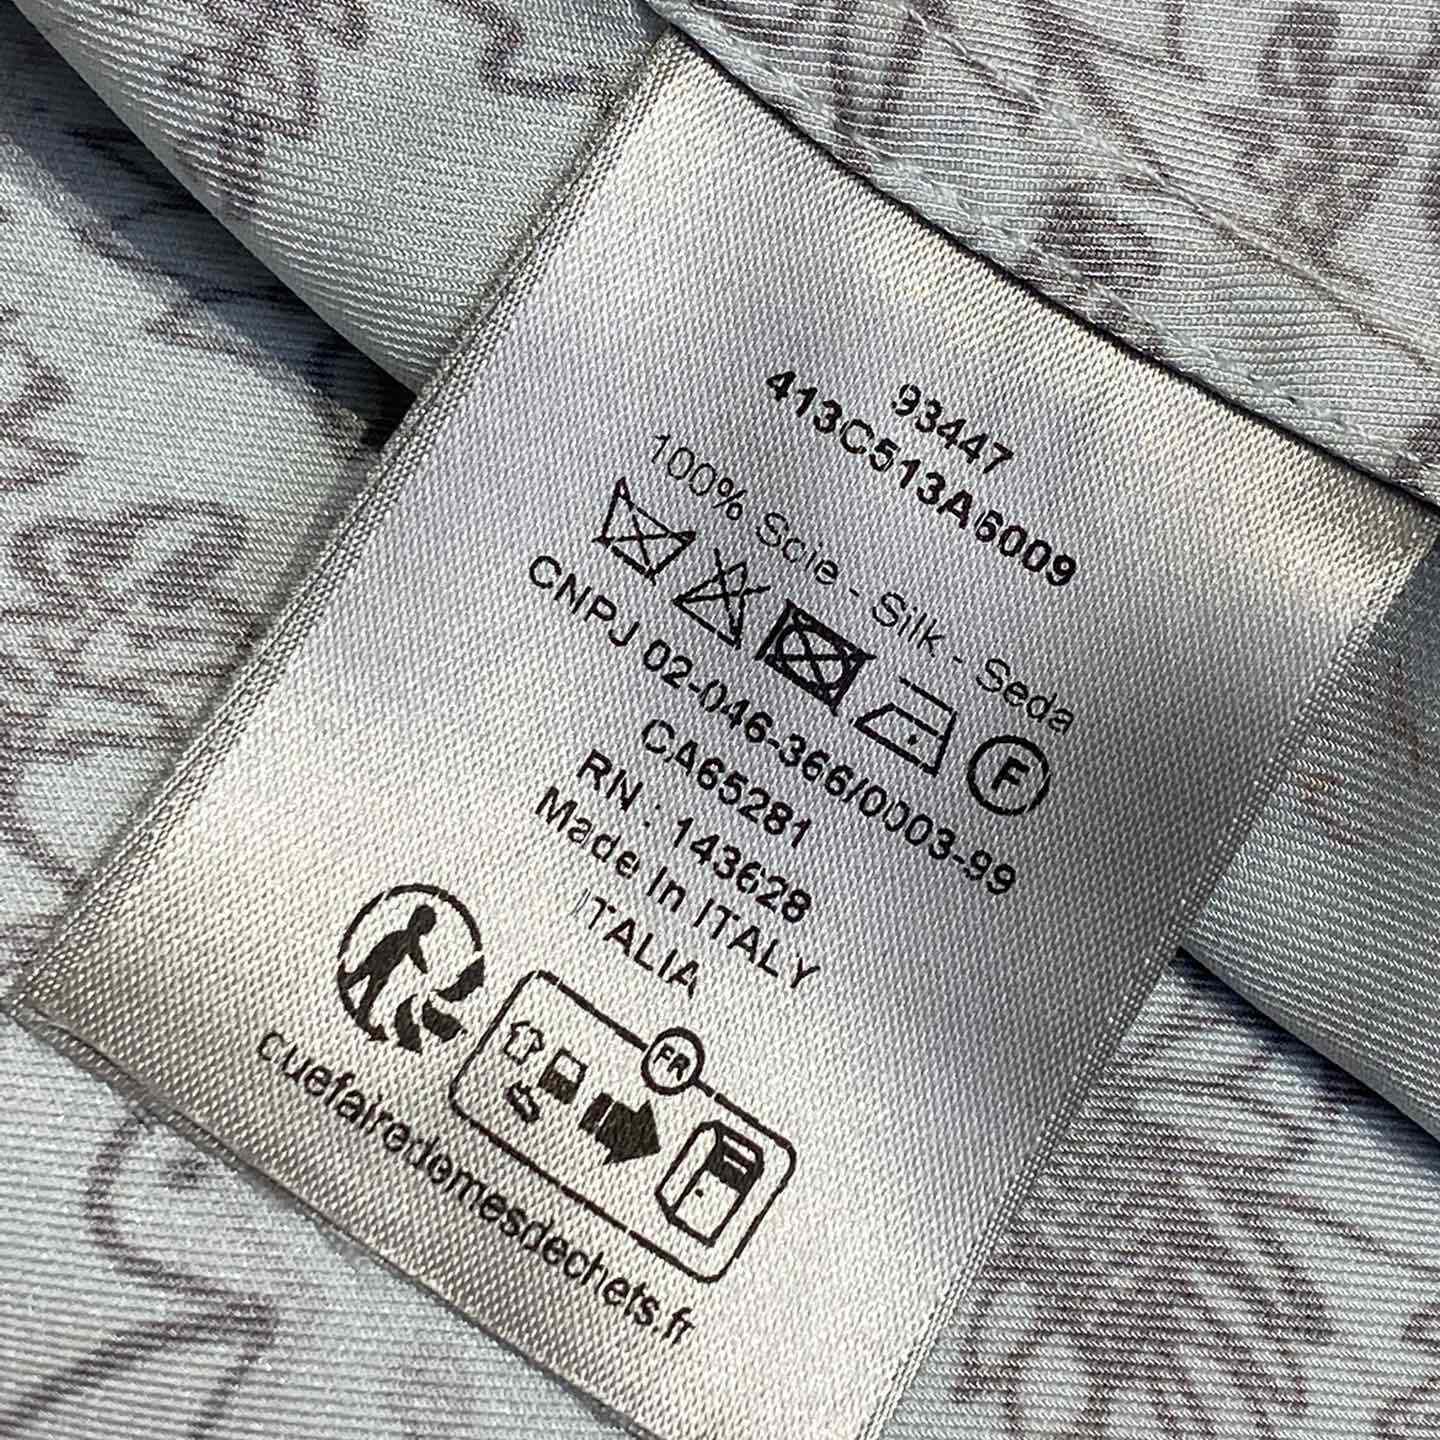 93447
413C513A6009
100% Soie - Silk - Seda
F
CNPJ 02-046-366/0003-99
CA65281
RN : 143628
Made In ITALY
ITALIA
FR
cuefairedemesdechets.fr